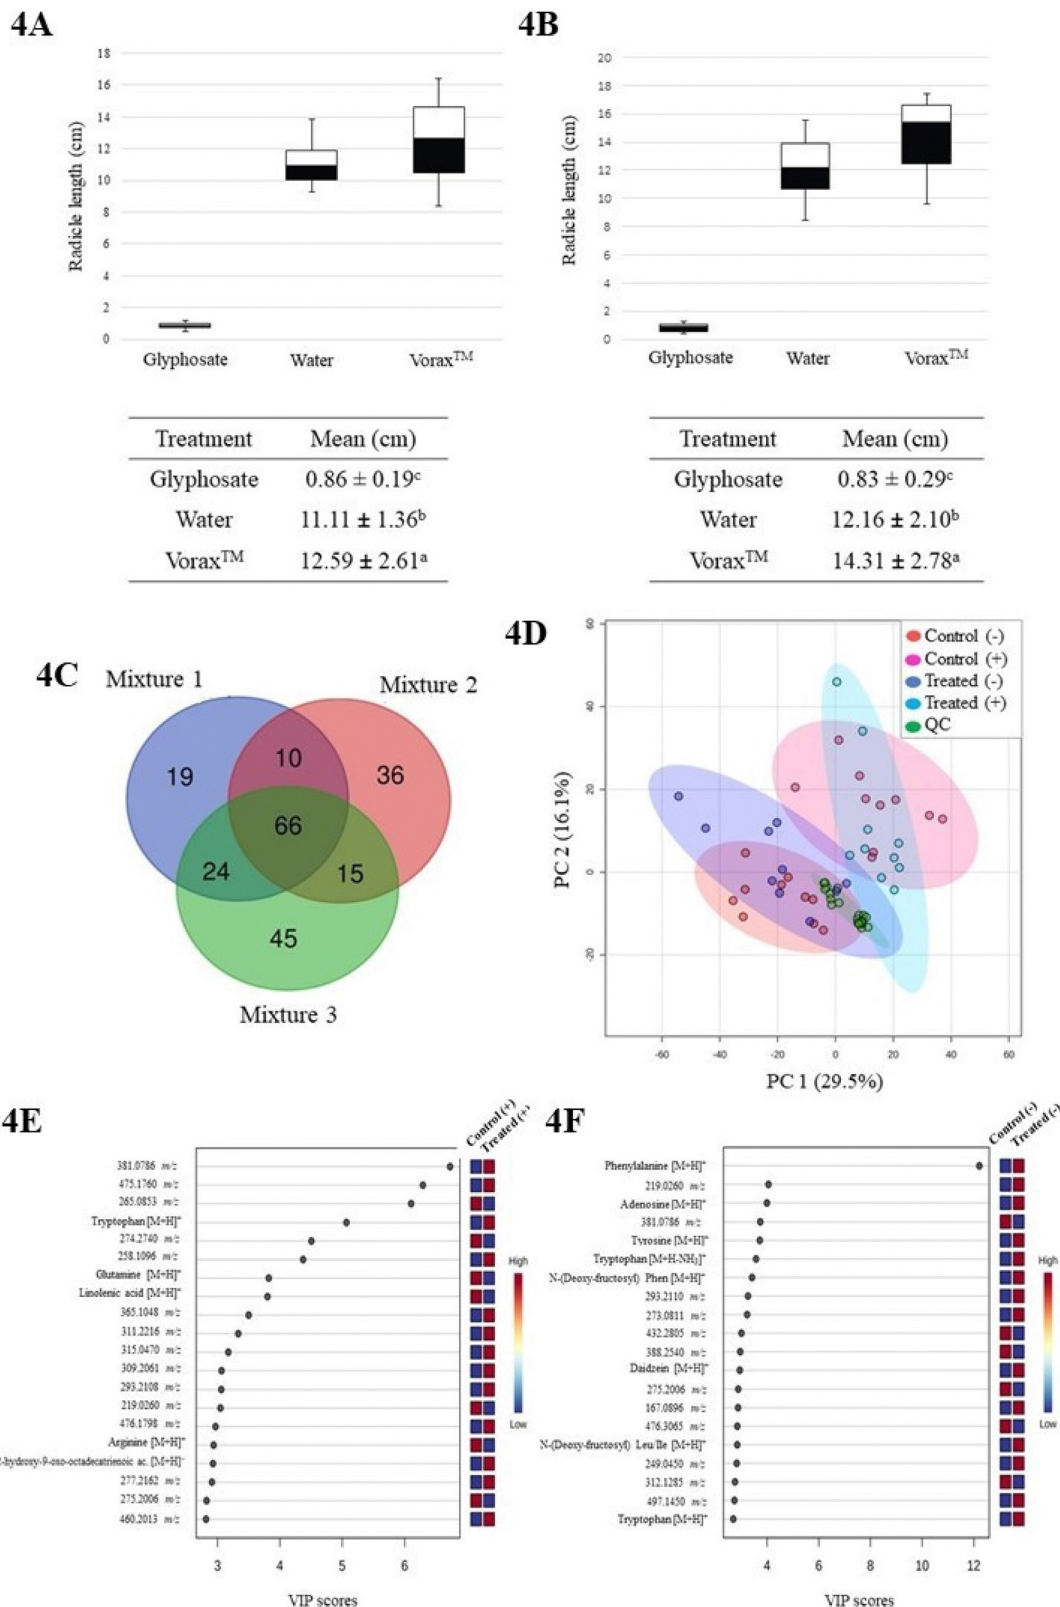 4A
18
16
14
12
10
8
6
4
2
0
Radicle length (cm)
Glyphosate Water Vorax™
4B
20
18
16
14
12
10
8
6
4
2
0
Radicle length (cm)
Glyphosate Water Vorax™
Treatment Mean (cm)
Glyphosate 0.86 ± 0.19ᶜ
Water 11.11 ± 1.36ᵇ
Vorax™ 12.59 ± 2.61ᵃ
Treatment Mean (cm)
Glyphosate 0.83 ± 0.29ᶜ
Water 12.16 ± 2.10ᵇ
Vorax™ 14.31 ± 2.78ᵃ
4C
Mixture 1
Mixture 2
19
10
36
66
24
15
45
Mixture 3
4D
Control (-)
Control (+)
Treated (-)
Treated (+)
QC
60
40
20
0
-20
PC 2 (16.1%)
-60 -40 -20 0 20 40 60
PC 1 (29.5%)
4E
Control (+)
Treated (+)
381.0786 m/z
475.1760 m/z
265.0853 m/z
Tryptophan [M+H]⁺
274.2740 m/z
258.1096 m/z
Glutamine [M+H]⁺
Linolenic acid [M+H]⁺
365.1048 m/z
311.2216 m/z
315.0470 m/z
309.2061 m/z
293.2108 m/z
219.0260 m/z
476.1798 m/z
Arginine [M+H]⁺
-hydroxy-9-oxo-octadecatrienoic ac. [M+H]⁺
277.2162 m/z
275.2006 m/z
460.2013 m/z
High
Low
3 4 5 6
VIP scores
4F
Control (-)
Treated (-)
Phenylalanine [M+H]⁺
219.0260 m/z
Adenosine [M+H]⁺
381.0786 m/z
Tyrosine [M+H]⁺
Tryptophan [M+H-NH₃]⁺
N-(Deoxy-fructosyl) Phen [M+H]⁺
293.2110 m/z
273.0811 m/z
432.2805 m/z
388.2540 m/z
Daidzein [M+H]⁺
275.2006 m/z
167.0896 m/z
476.3065 m/z
N-(Deoxy-fructosyl) Leu/Ile [M+H]⁺
249.0450 m/z
312.1285 m/z
497.1450 m/z
Tryptophan [M+H]⁺
High
Low
4 6 8 10 12
VIP scores